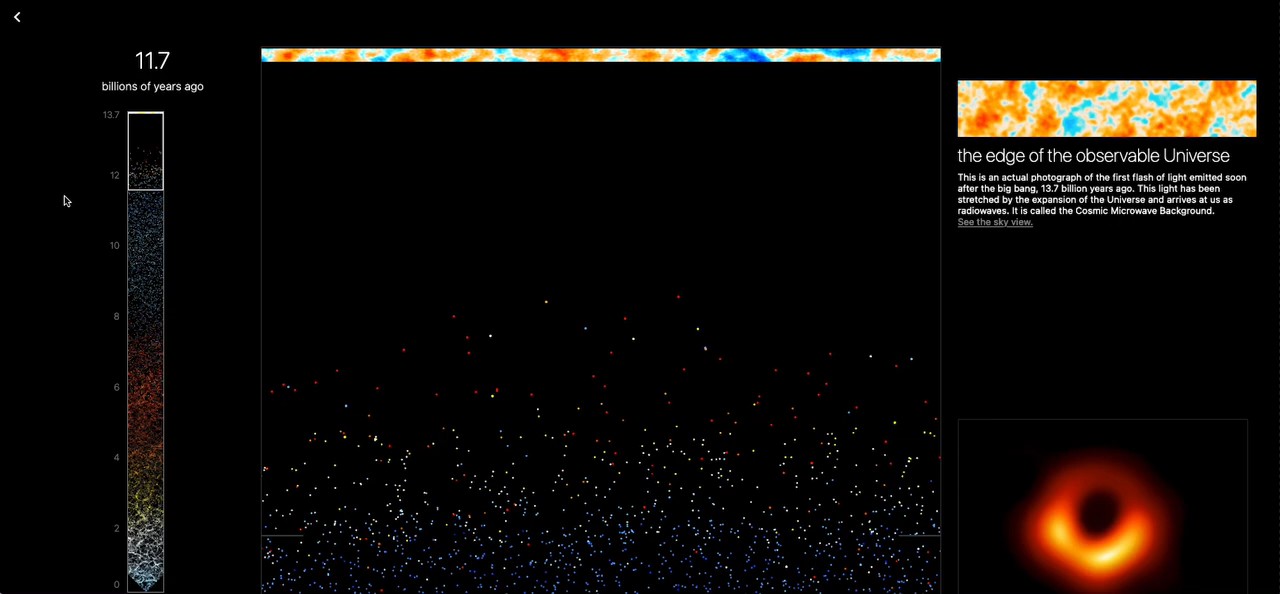 11.7
billions of years ago
13.7
12
10
8
6
4
2
0
the edge of the observable Universe
This is an actual photograph of the first flash of light emitted soon
after the big bang, 13.7 billion years ago. This light has been
stretched by the expansion of the Universe and arrives at us as
radiowaves. It is called the Cosmic Microwave Background.
See the sky view.